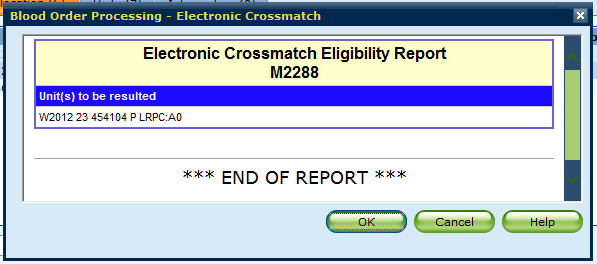 Blood Order Processing - Electronic Crossmatch
Electronic Crossmatch Eligibility Report
M2288
Unit(s) to be resulted
W2012 23 454104 P LRPC:A0
*** END OF REPORT ***
OK
Cancel
Help